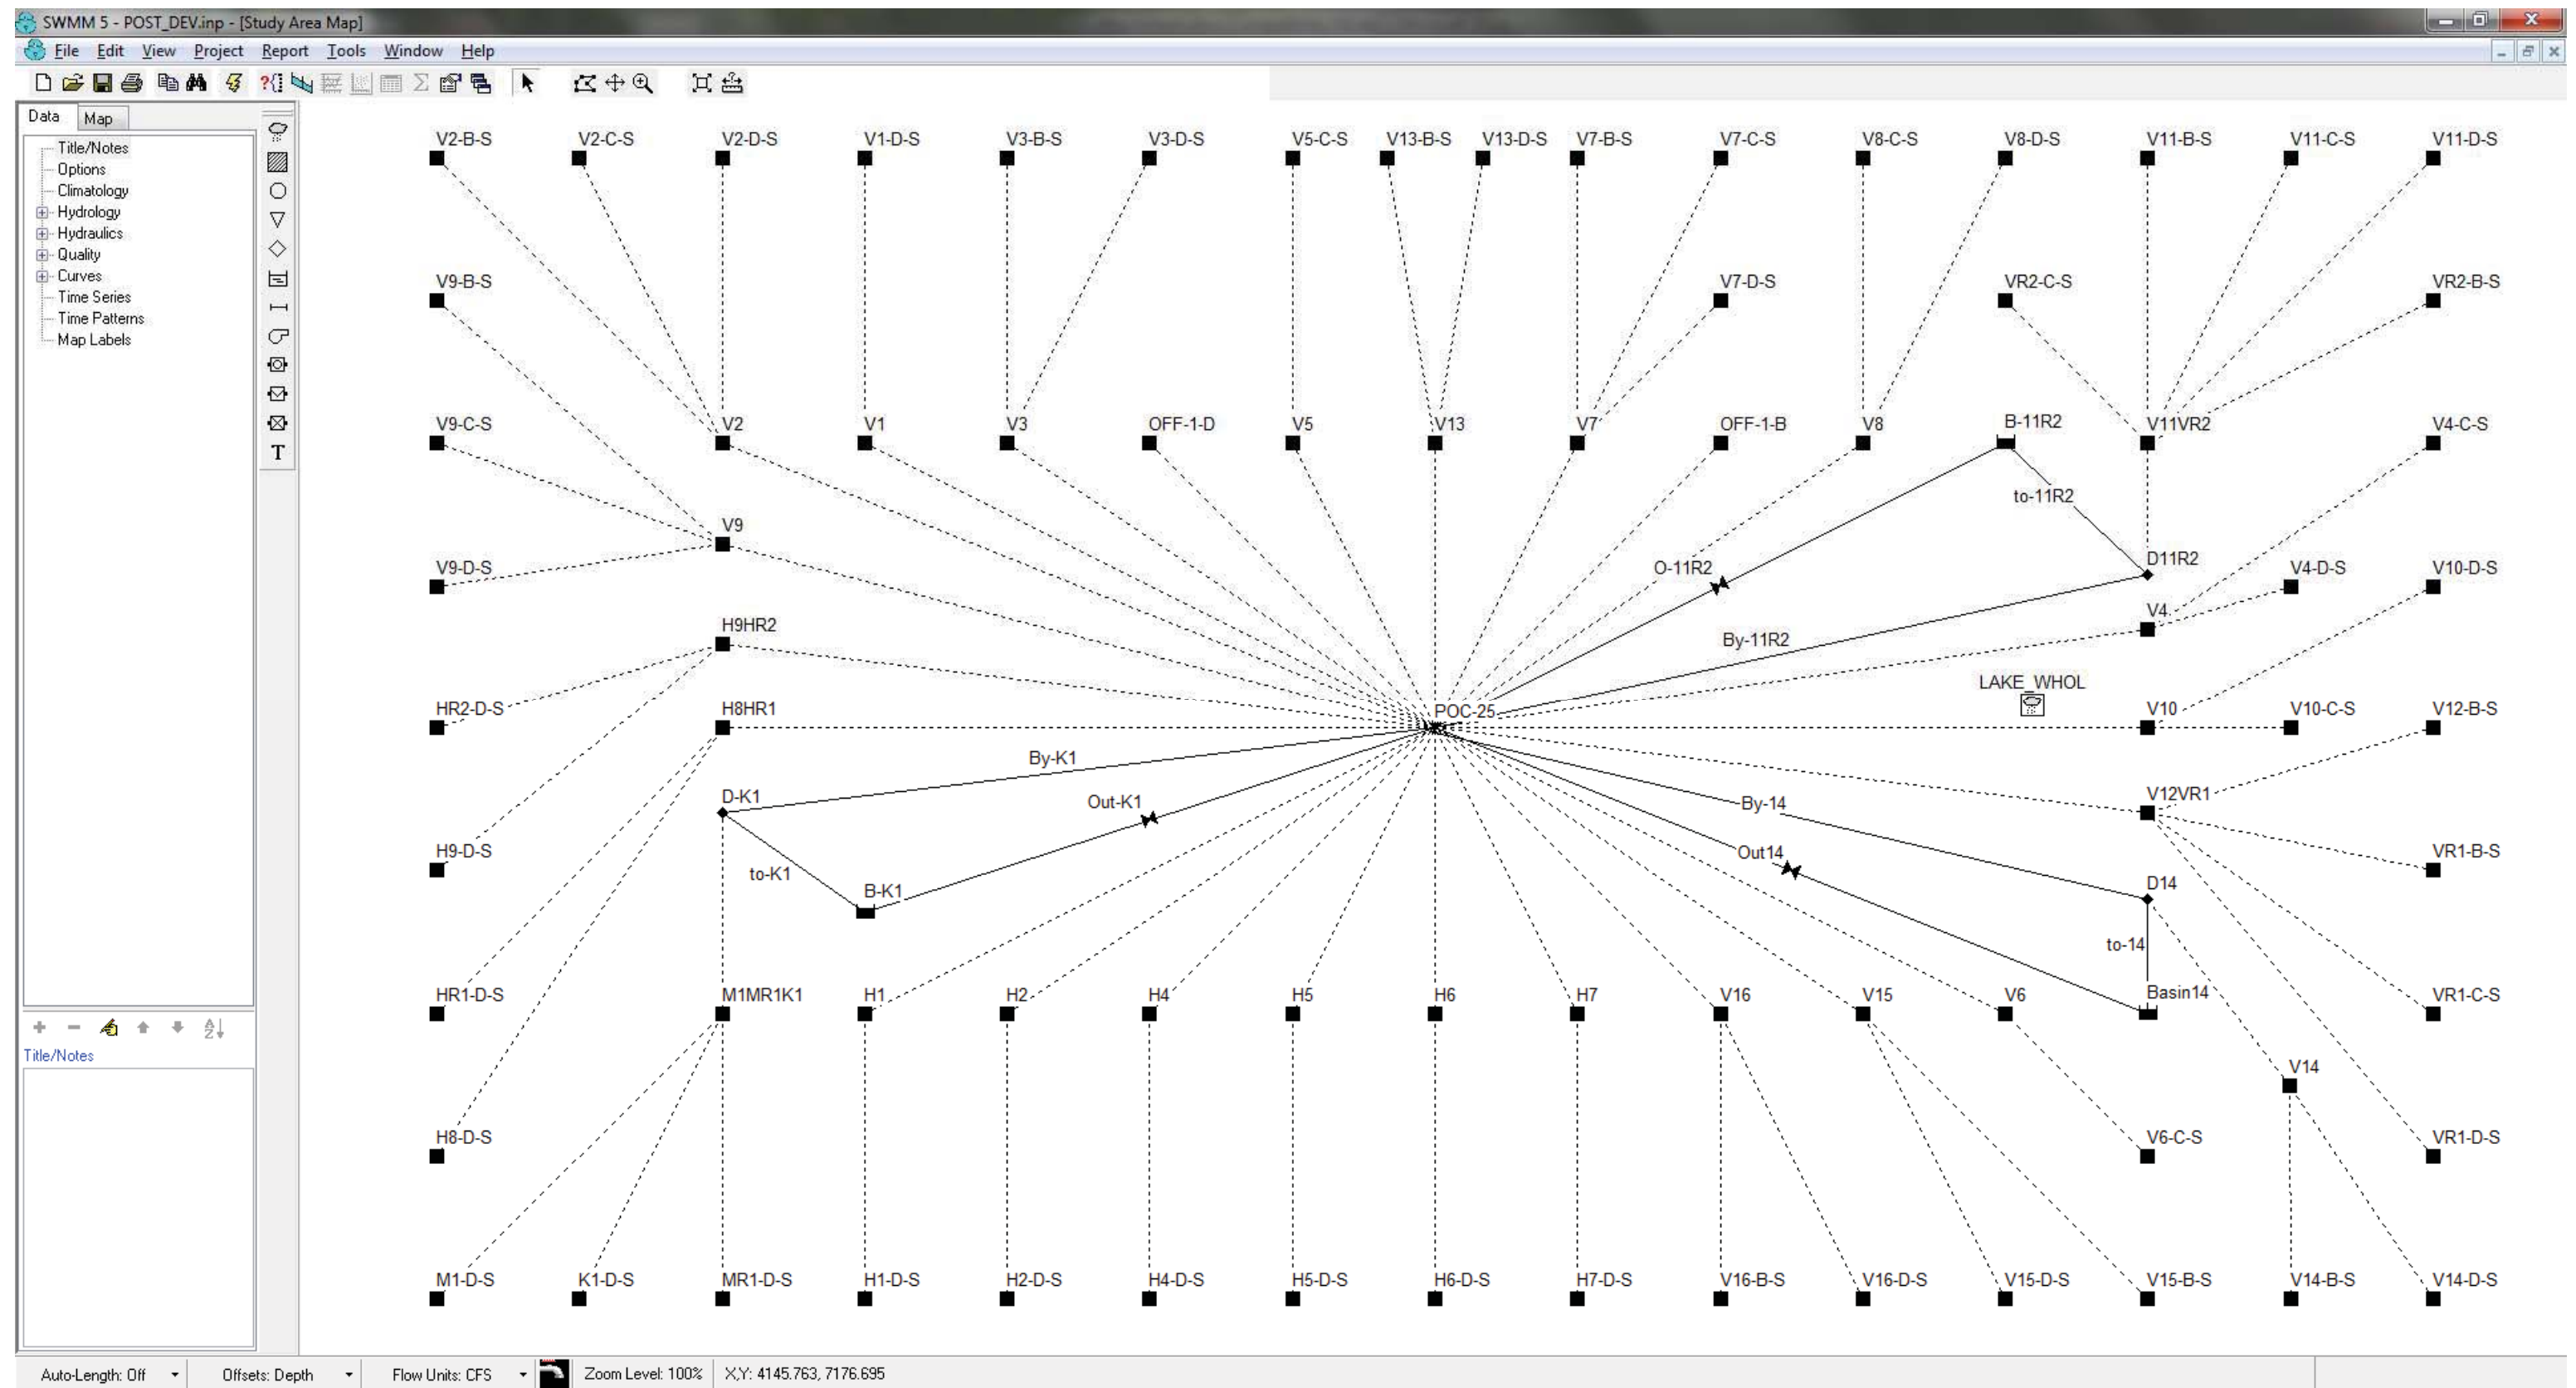 SWMM 5 - POST_DEV.inp - [Study Area Map]
File Edit View Project Report Tools Window Help
Data Map
Title/Notes
Options
Climatology
Hydrology
Hydraulics
Quality
Curves
Time Series
Time Patterns
Map Labels
T
V2-B-S V2-C-S V2-D-S V1-D-S V3-B-S V3-D-S V5-C-S V13-B-S V13-D-S V7-B-S V7-C-S V8-C-S V8-D-S V11-B-S V11-C-S V11-D-S
V9-B-S V7-D-S VR2-C-S VR2-B-S
V9-C-S V2 V1 V3 OFF-1-D V5 V13 V7 OFF-1-B V8 B-11R2 V11VR2 V4-C-S
to-11R2
V9
V9-D-S O-11R2 D11R2 V4-D-S V10-D-S
V4
H9HR2 By-11R2
LAKE_WHOL
HR2-D-S H8HR1 POC-25 V10 V10-C-S V12-B-S
By-K1
D-K1 Out-K1 By-14 V12VR1
H9-D-S to-K1 B-K1 Out14 D14 VR1-B-S
to-14
HR1-D-S M1MR1K1 H1 H2 H4 H5 H6 H7 V16 V15 V6 Basin14 VR1-C-S
V14
H8-D-S V6-C-S VR1-D-S
M1-D-S K1-D-S MR1-D-S H1-D-S H2-D-S H4-D-S H5-D-S H6-D-S H7-D-S V16-B-S V16-D-S V15-D-S V15-B-S V14-B-S V14-D-S
Title/Notes
Auto-Length: Off Offsets: Depth Flow Units: CFS Zoom Level: 100% X,Y: 4145.763, 7176.695